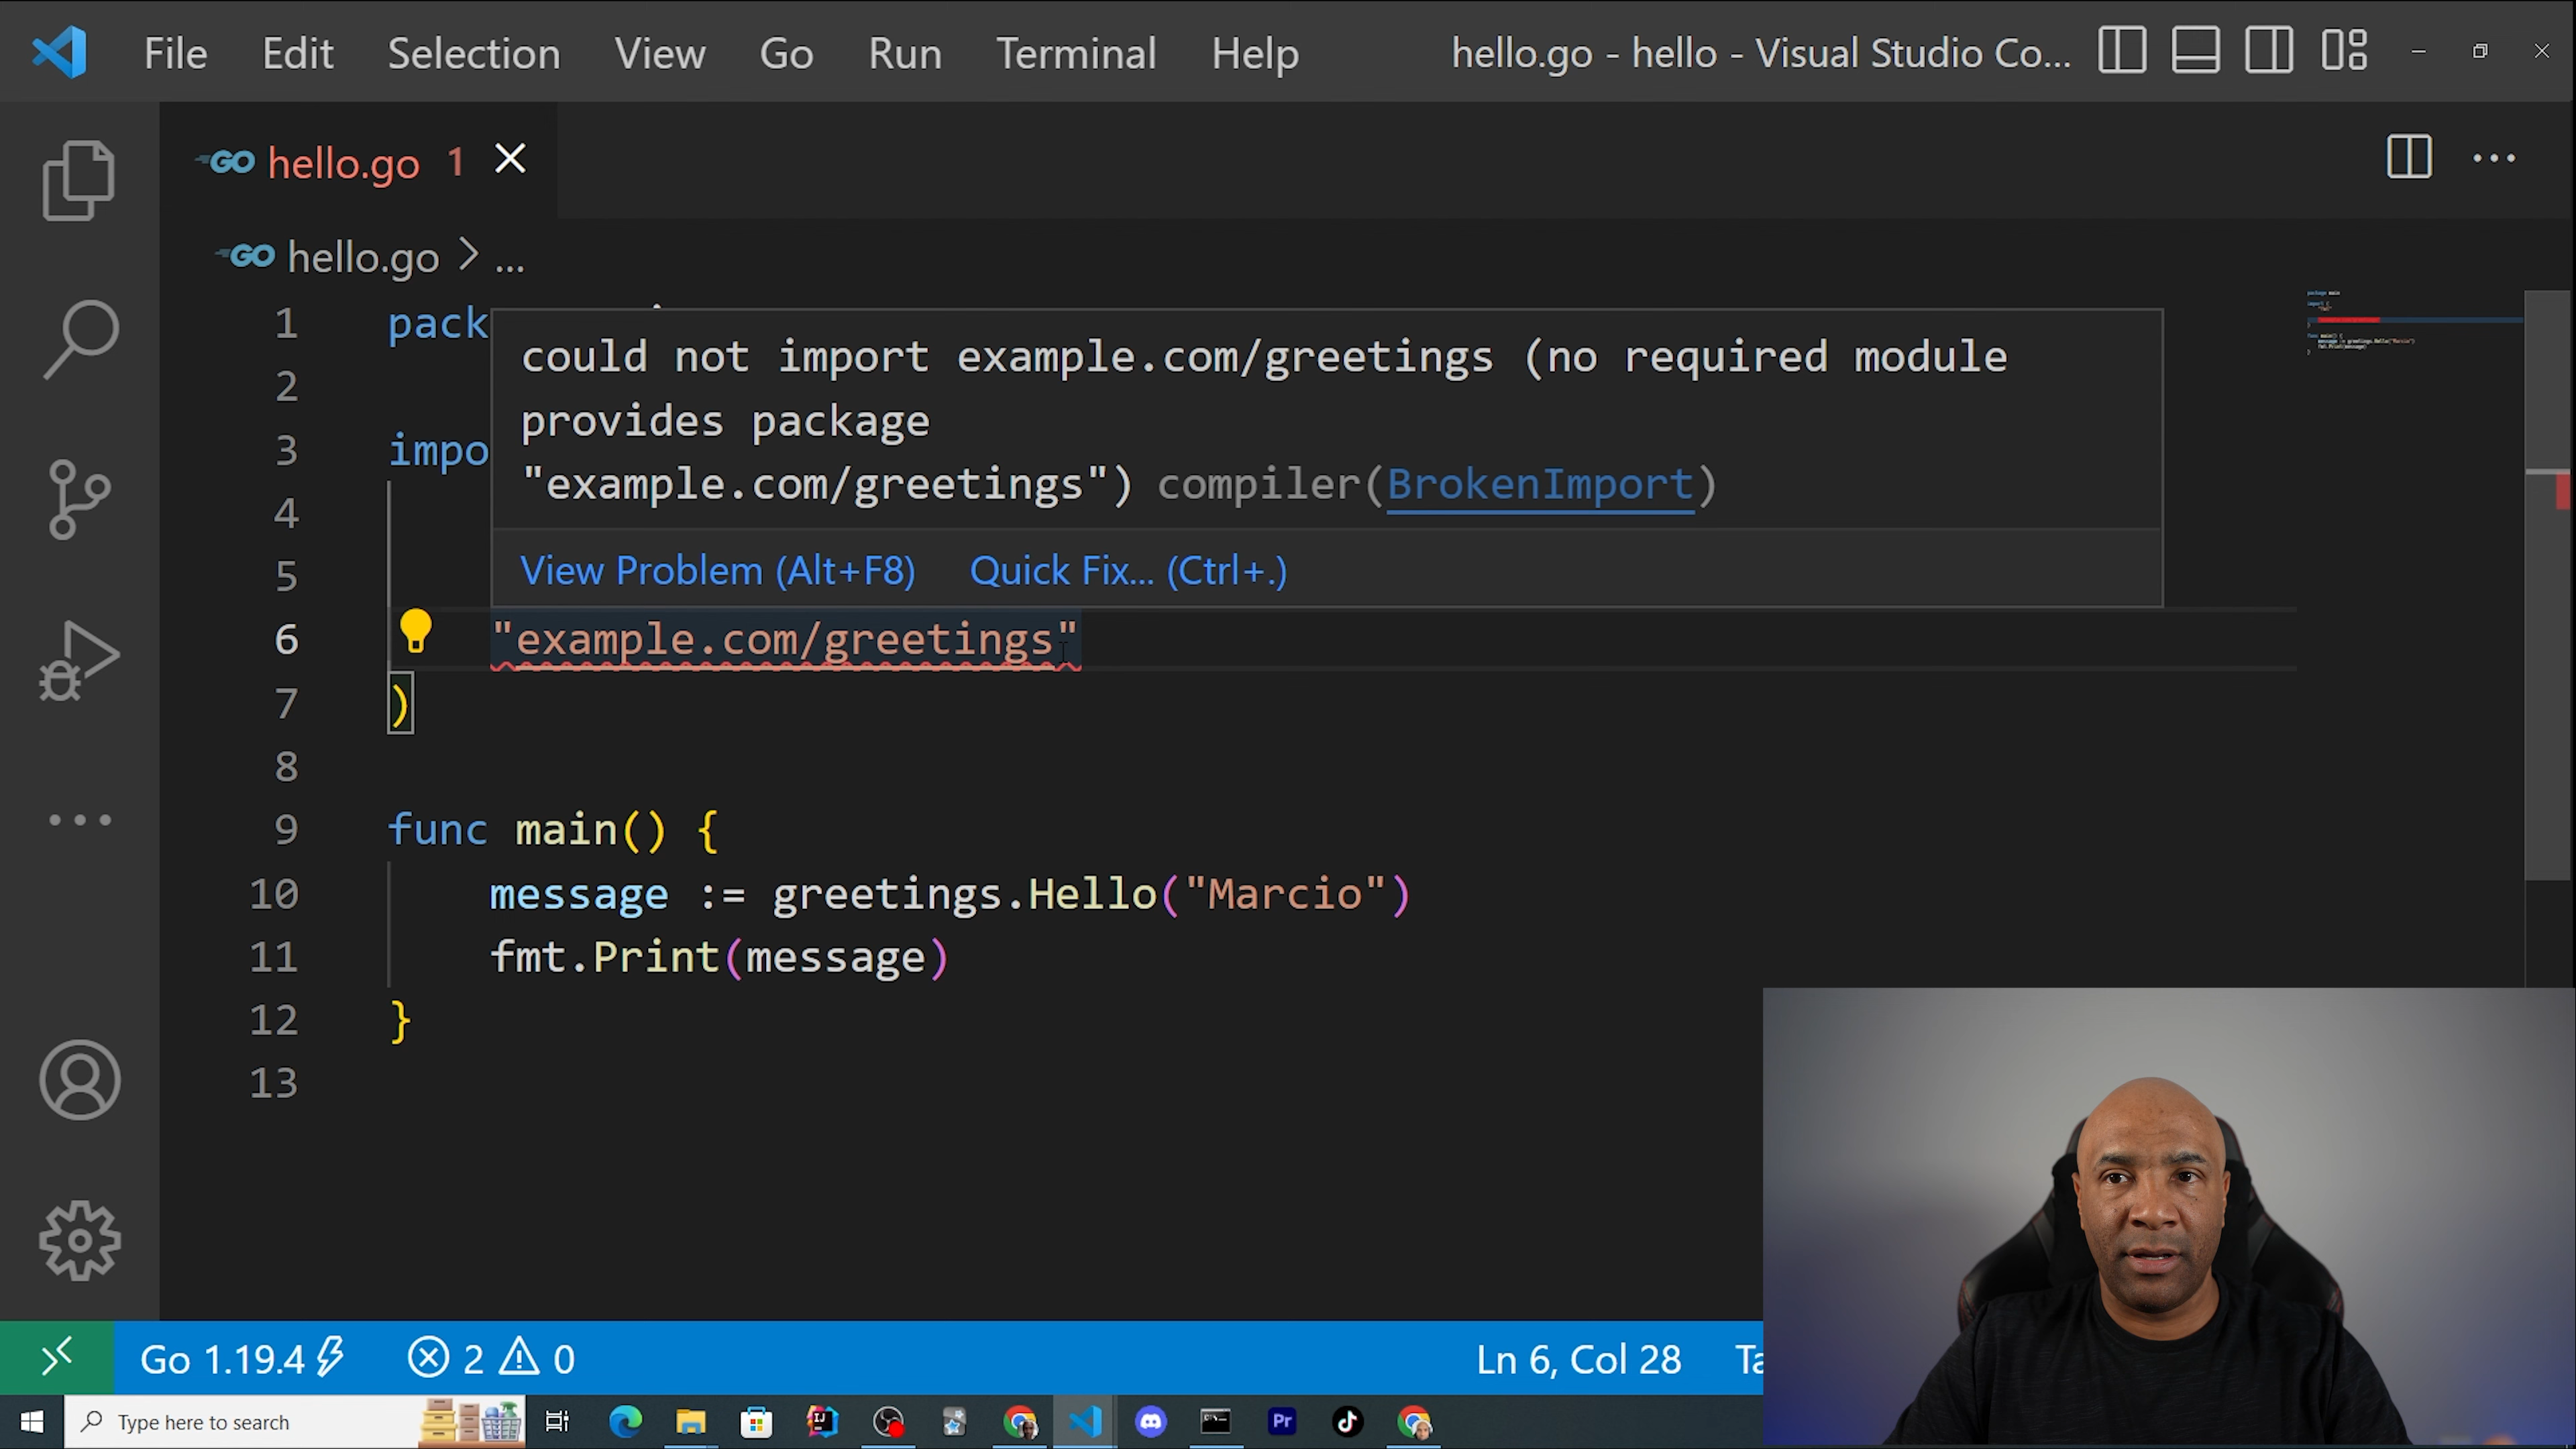 File Edit Selection View Go Run Terminal Help hello.go - hello - Visual Studio Co...
GO hello.go 1
GO hello.go > ...
1 pack
could not import example.com/greetings (no required module
2
provides package
3 impo
"example.com/greetings") compiler(BrokenImport)
4
5
View Problem (Alt+F8) Quick Fix... (Ctrl+.)
6 "example.com/greetings"
7 )
8
9 func main() {
10 message := greetings.Hello("Marcio")
11 fmt.Print(message)
12 }
13
Go 1.19.4 2 0 Ln 6, Col 28 Ta
Type here to search